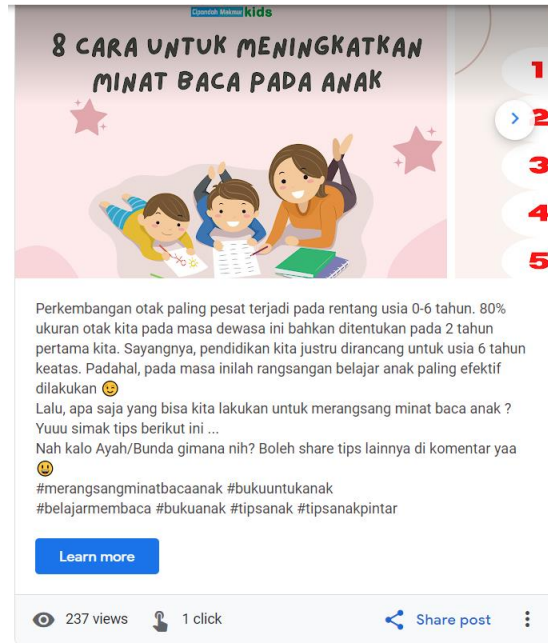 Cipondoh Makmur kids
8 CARA UNTUK MENINGKATKAN
MINAT BACA PADA ANAK
1
2
3
4
5
Perkembangan otak paling pesat terjadi pada rentang usia 0-6 tahun. 80%
ukuran otak kita pada masa dewasa ini bahkan ditentukan pada 2 tahun
pertama kita. Sayangnya, pendidikan kita justru dirancang untuk usia 6 tahun
keatas. Padahal, pada masa inilah rangsangan belajar anak paling efektif
dilakukan 😉
Lalu, apa saja yang bisa kita lakukan untuk merangsang minat baca anak ?
Yuuu simak tips berikut ini ...
Nah kalo Ayah/Bunda gimana nih? Boleh share tips lainnya di komentar yaa
😃
#merangsangminatbacaanak #bukuuntukanak
#belajarmembaca #bukuanak #tipsanak #tipsanakpintar
Learn more
237 views 1 click Share post